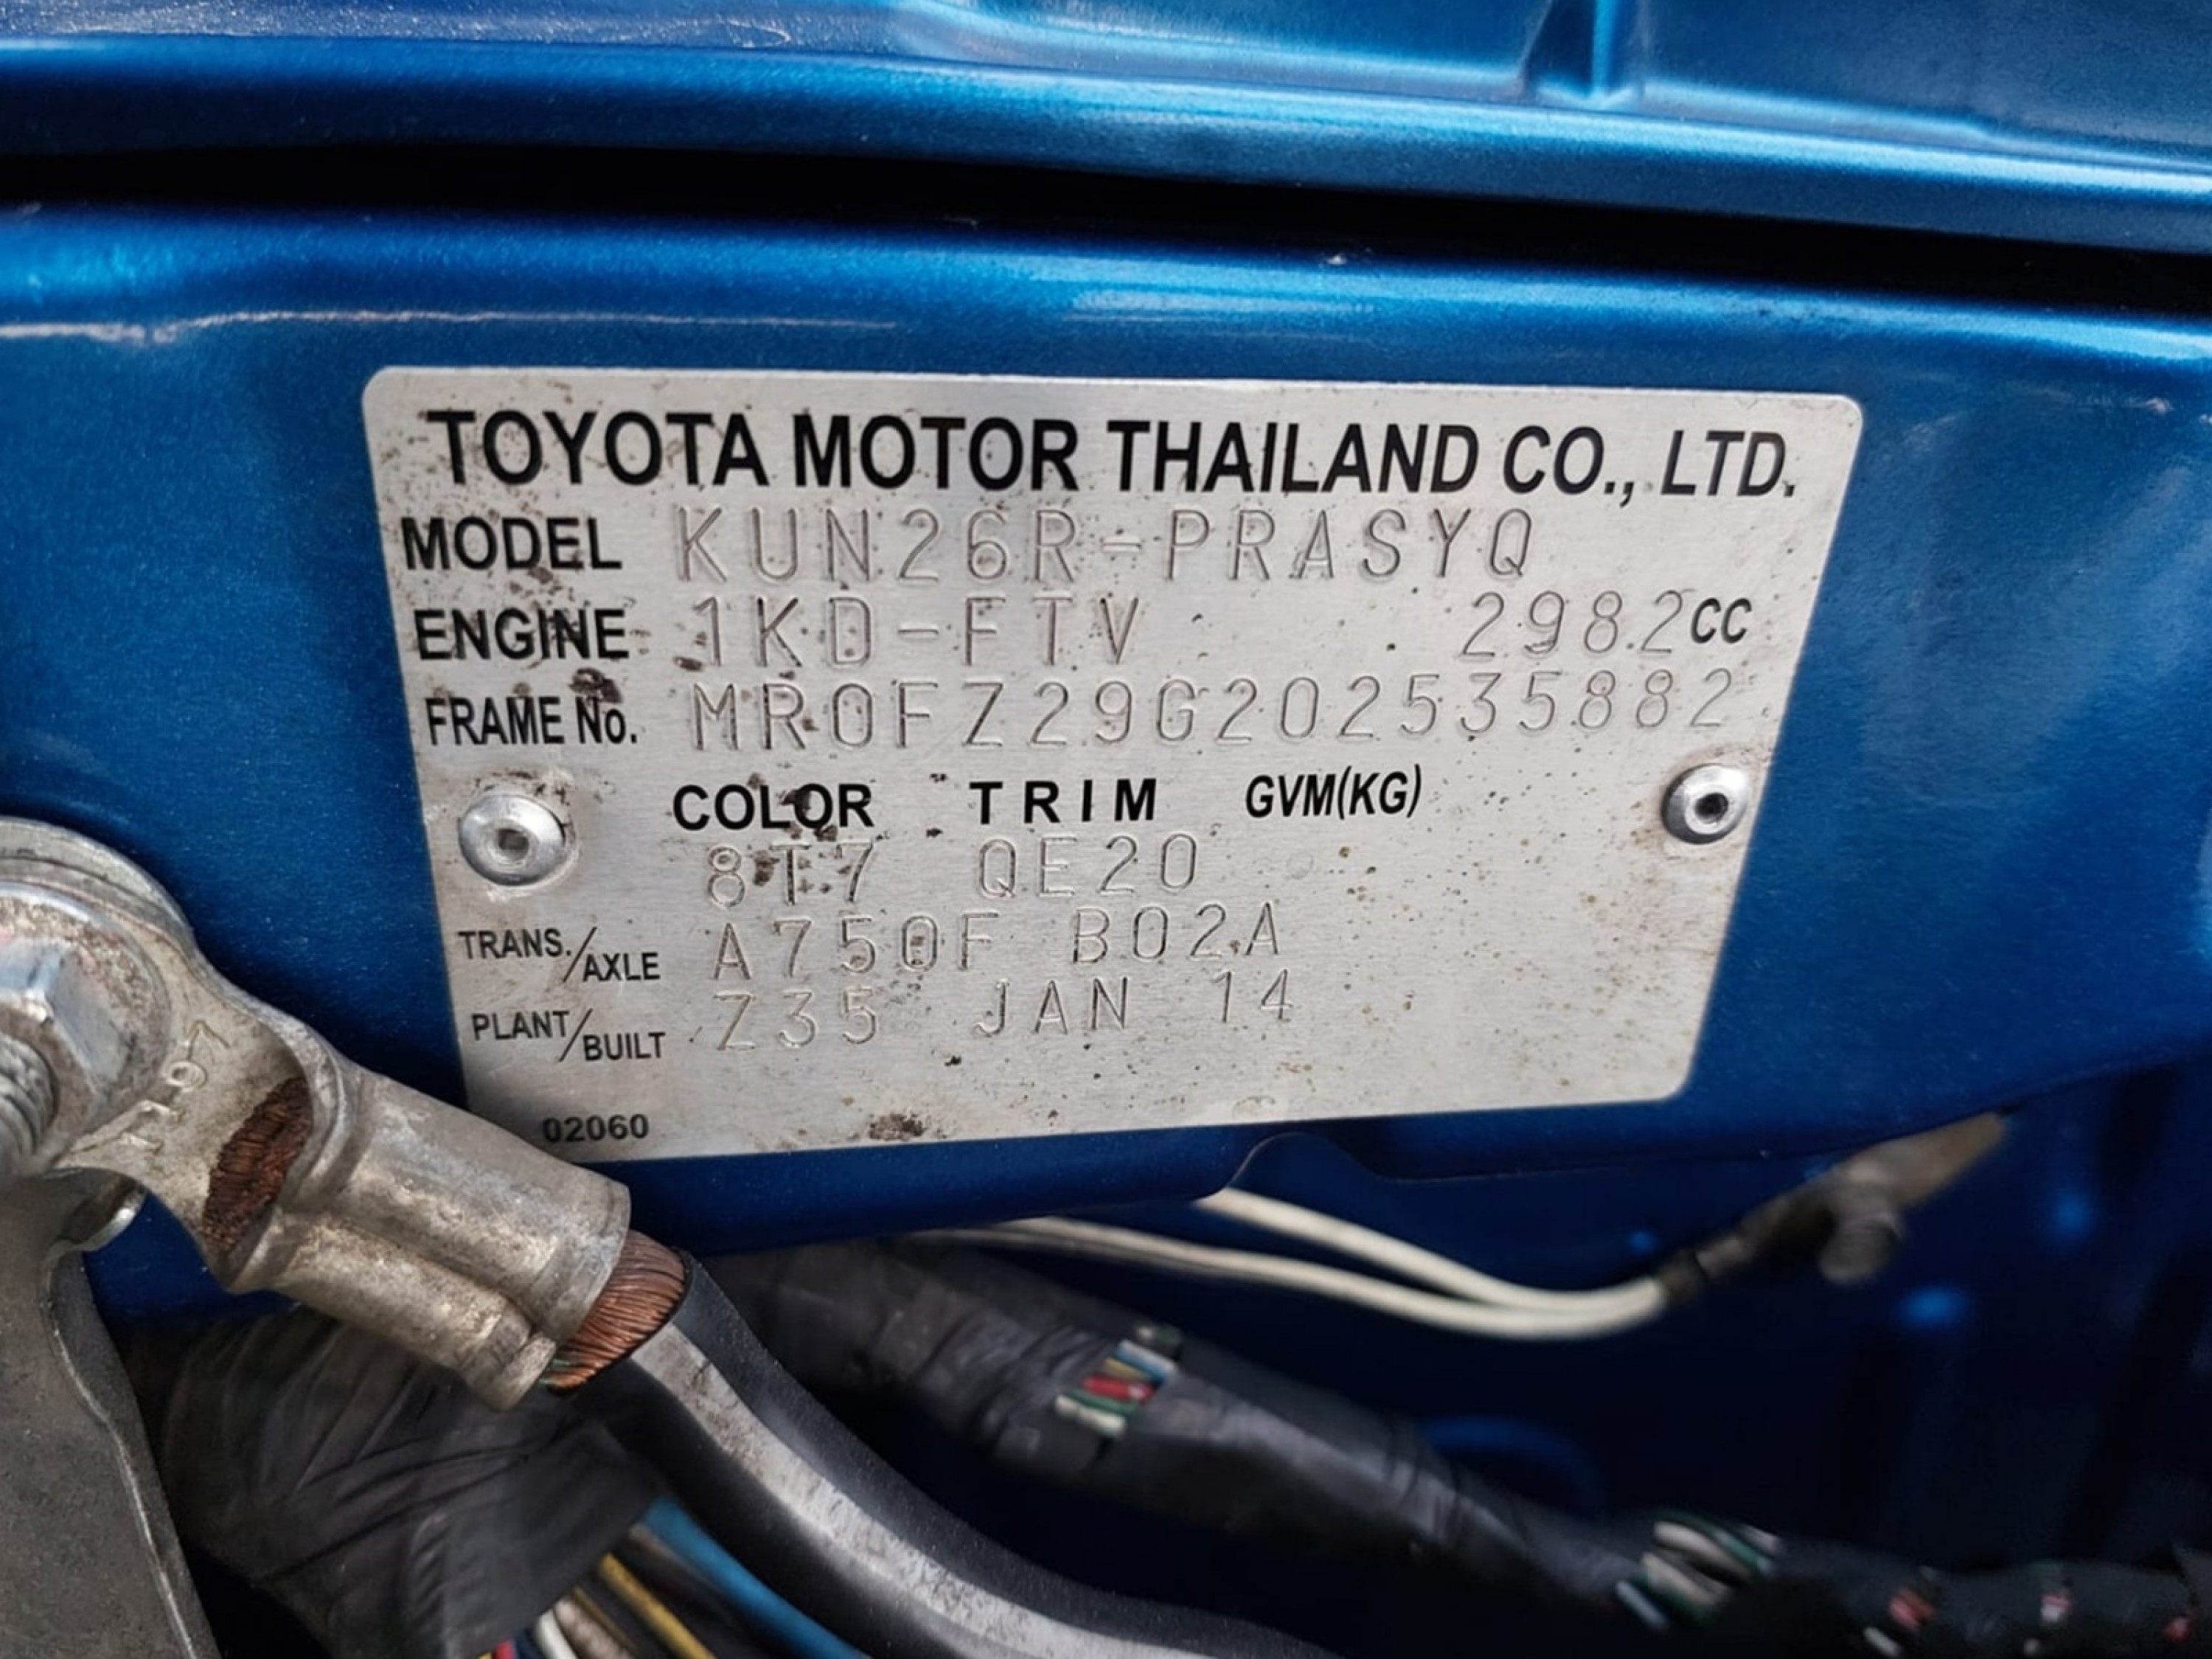 TOYOTA MOTOR THAILAND CO., LTD.
MODEL KUN26R-PRASYQ
ENGINE 1KD-FTV 2982CC
FRAME No. MR0FZ29G202535882
COLOR TRIM GVM(KG)
8T7 QE20
TRANS./AXLE A750F B02A
PLANT/BUILT Z35 JAN 14
02060